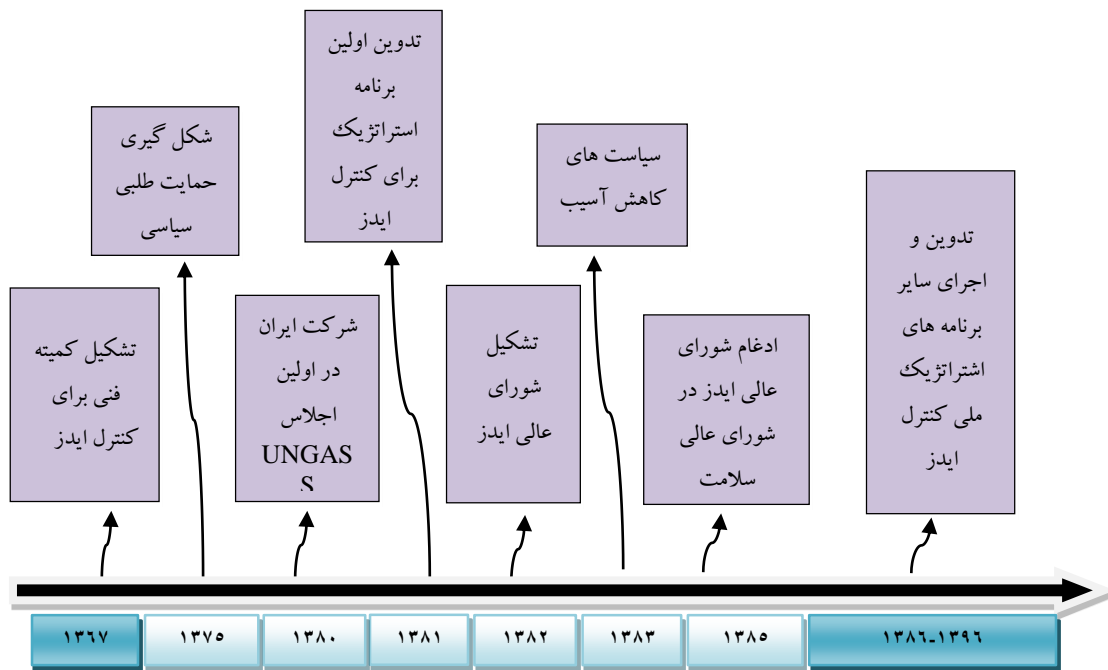 تشکیل کمیته
فنی برای
کنترل ایدز
شکل گیری
حمایت طلبی
سیاسی
شرکت ایران
در اولین
اجلاس
UNGAS
S
تدوین اولین
برنامه
استراتژیک
برای کنترل
ایدز
تشکیل
شورای
عالی ایدز
سیاست های
کاهش آسیب
ادغام شورای
عالی ایدز در
شورای عالی
سلامت
تدوین و
اجرای سایر
برنامه های
اشتراتژیک
ملی کنترل
ایدز
۱۳۶۷
۱۳۷۵
۱۳۸۰
۱۳۸۱
۱۳۸۲
۱۳۸۳
۱۳۸۵
۱۳۸۶-۱۳۹۶